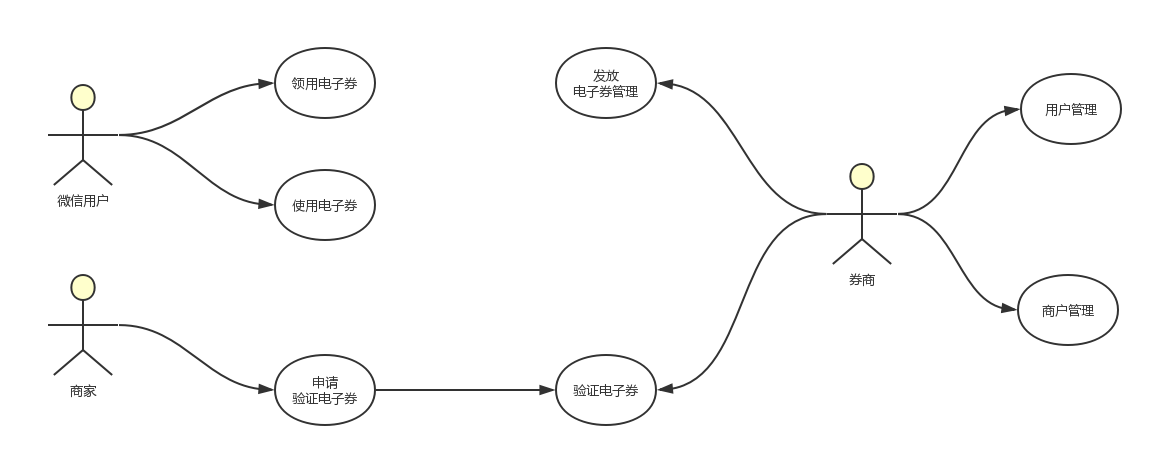 领用电子券
微信用户
使用电子券
商家
申请
验证电子券
发放
电子券管理
验证电子券
券商
用户管理
商户管理